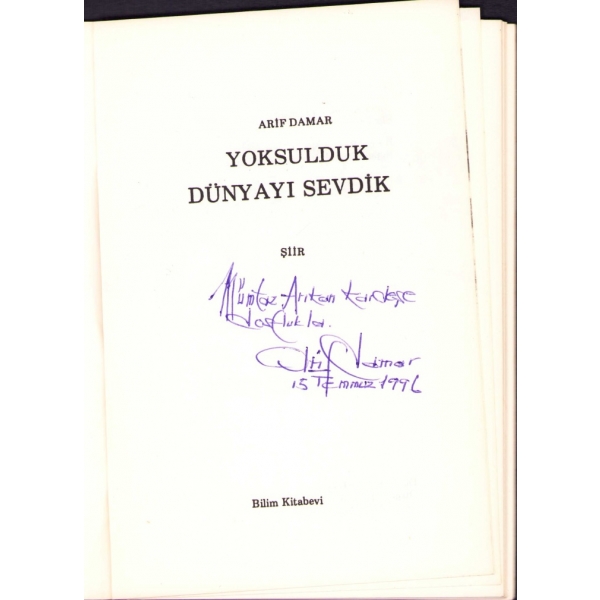 ARİF DAMAR
YOKSULDUK
DÜNYAYI SEVDİK
ŞİİR
Mümtaz Arıkan kardeşe
dostlukla.
Arif Damar
15 Temmuz 1996
Bilim Kitabevi